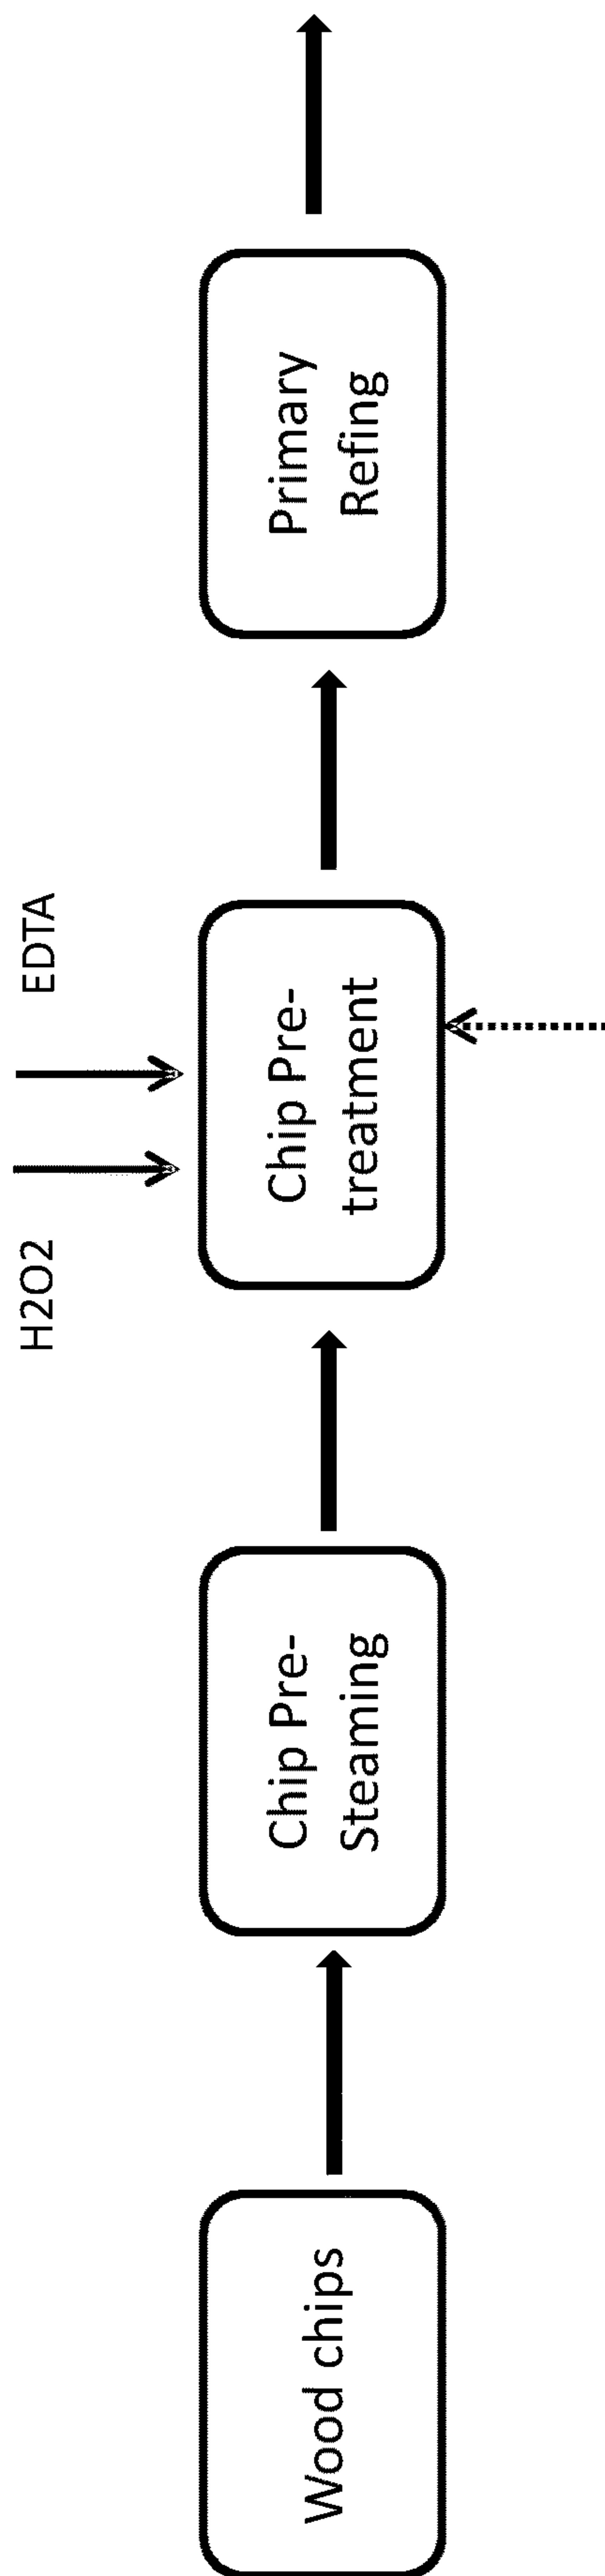 H2O2
EDTA
Wood chips
Chip Pre-
Steaming
Chip Pre-
treatment
Primary
Refing